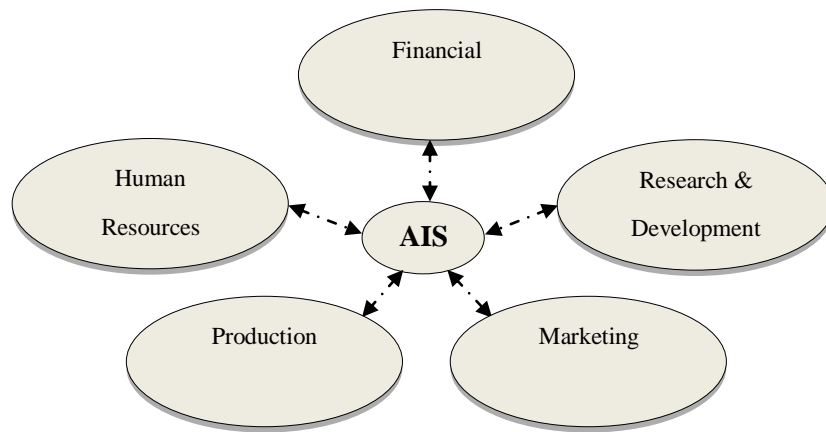 Financial
Human
Resources
Research &
Development
AIS
Production
Marketing